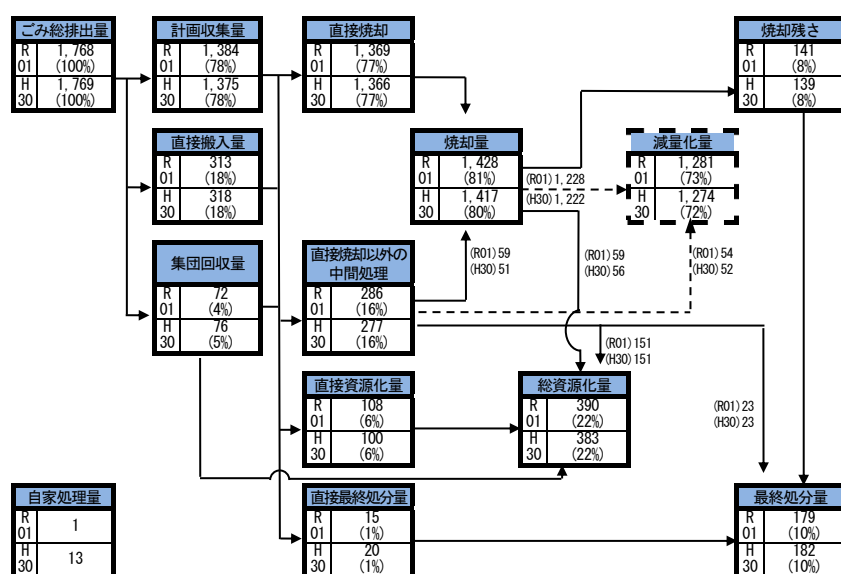 ごみ総排出量
R 01 1,768 (100%)
H 30 1,769 (100%)
計画収集量
R 01 1,384 (78%)
H 30 1,375 (78%)
直接焼却
R 01 1,369 (77%)
H 30 1,366 (77%)
焼却残さ
R 01 141 (8%)
H 30 139 (8%)
直接搬入量
R 01 313 (18%)
H 30 318 (18%)
焼却量
R 01 1,428 (81%)
H 30 1,417 (80%)
(R01)1,228
(H30)1,222
減量化量
R 01 1,281 (73%)
H 30 1,274 (72%)
集団回収量
R 01 72 (4%)
H 30 76 (5%)
直接焼却以外の
中間処理
R 01 286 (16%)
H 30 277 (16%)
(R01)59
(H30)51
(R01)59
(H30)56
(R01)54
(H30)52
(R01)151
(H30)151
直接資源化量
R 01 108 (6%)
H 30 100 (6%)
総資源化量
R 01 390 (22%)
H 30 383 (22%)
(R01)23
(H30)23
自家処理量
R 01 1
H 30 13
直接最終処分量
R 01 15 (1%)
H 30 20 (1%)
最終処分量
R 01 179 (10%)
H 30 182 (10%)